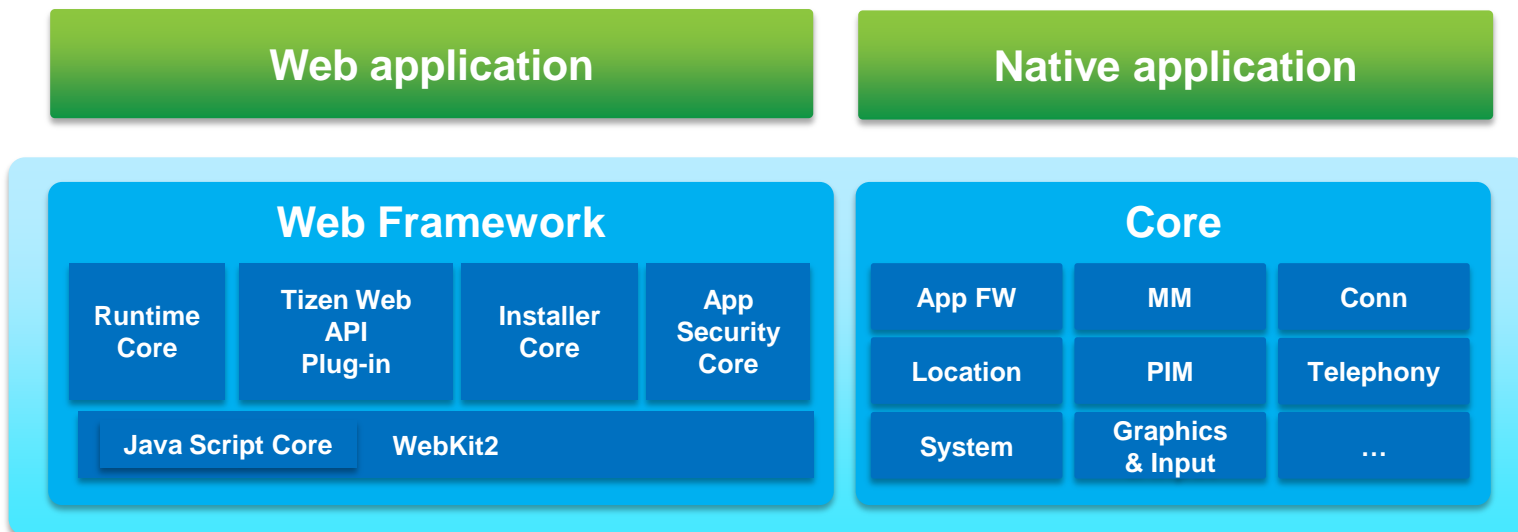 Web application
Native application
Web Framework
Runtime
Core
Tizen Web
API
Plug-in
Installer
Core
App
Security
Core
Java Script Core
WebKit2
Core
App FW
MM
Conn
Location
PIM
Telephony
System
Graphics
& Input
…